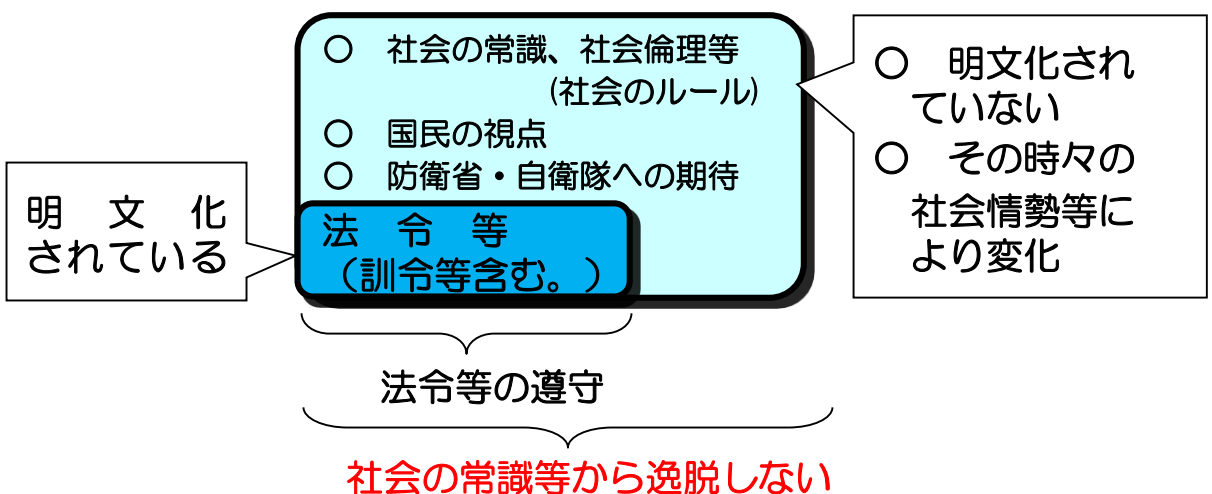 ○　社会の常識、社会倫理等
(社会のルール)
○　国民の視点
○　防衛省・自衛隊への期待
法　令　等
（訓令等含む。）
明　文　化
されている
○　明文化され
ていない
○　その時々の
社会情勢等に
より変化
法令等の遵守
社会の常識等から逸脱しない